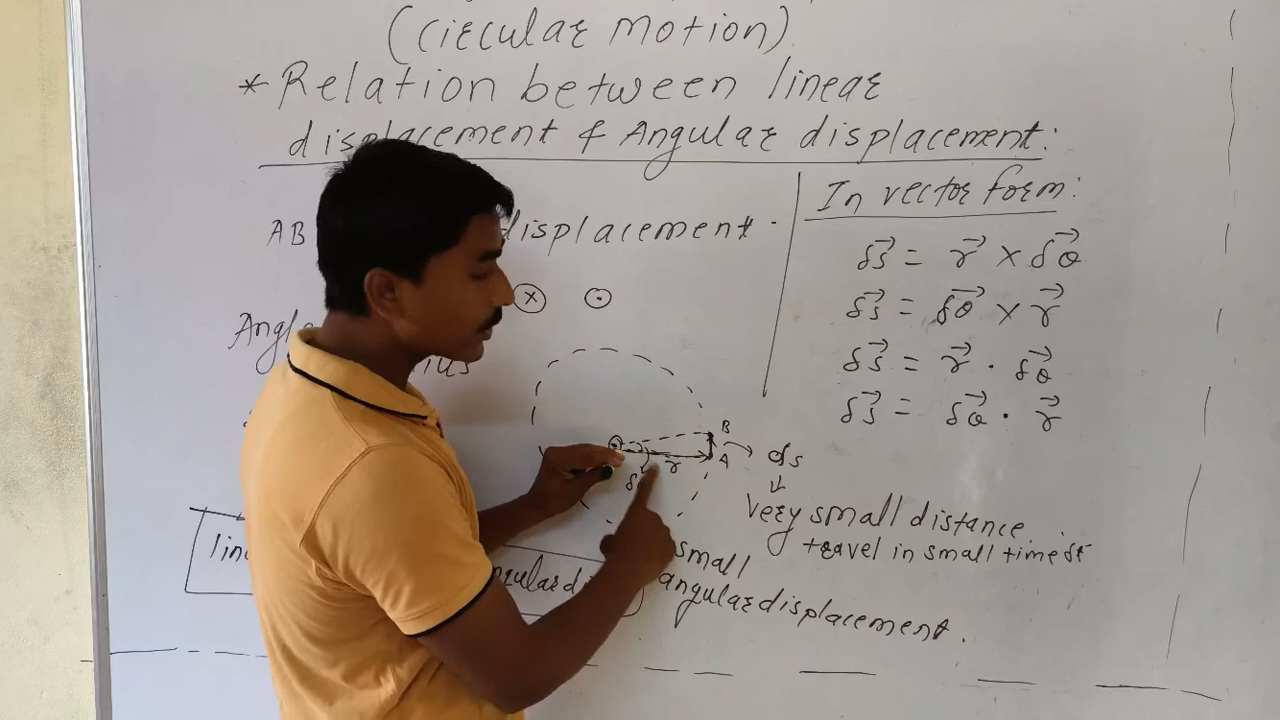 (circular motion)
* Relation between linear
displacement & Angular displacement:
AB displacement.
In vector form:
δs⃗ = r⃗ × δθ⃗
δs⃗ = δθ⃗ × r⃗
δs⃗ = r⃗ · δθ⃗
δs⃗ = δθ⃗ · r⃗
B
A
r
δ
δs
very small distance
travel in small time δt
small
angular displacement.